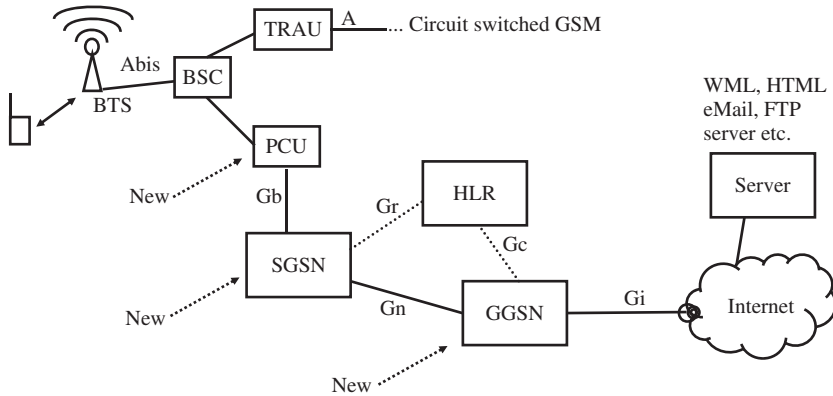 TRAU
A
... Circuit switched GSM
Abis
BSC
BTS
WML, HTML
eMail, FTP
server etc.
PCU
New
Gb
Gr
HLR
Server
Gc
SGSN
New
Gn
GGSN
Gi
Internet
New